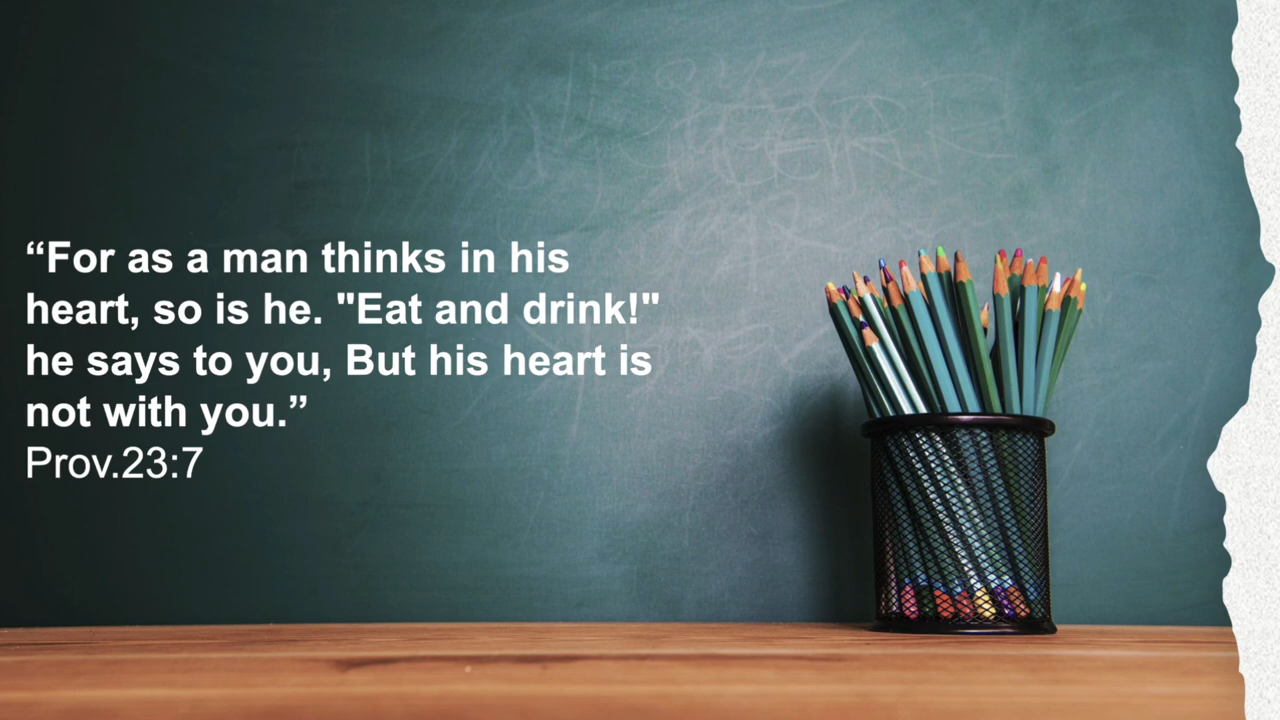 “For as a man thinks in his
heart, so is he. "Eat and drink!"
he says to you, But his heart is
not with you.”
Prov.23:7